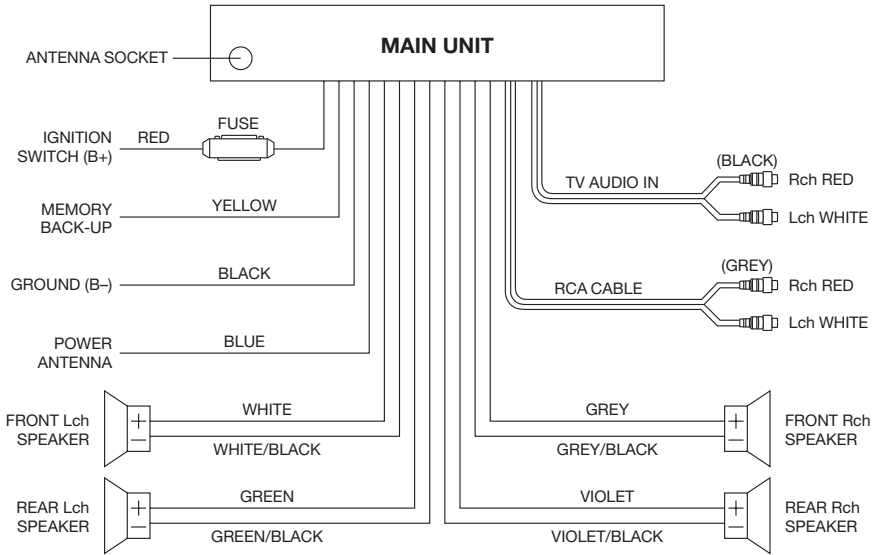 MAIN UNIT
ANTENNA SOCKET
FUSE
IGNITION
SWITCH (B+)
RED
MEMORY
BACK-UP
YELLOW
GROUND (B–)
BLACK
POWER
ANTENNA
BLUE
FRONT Lch
SPEAKER
+
–
WHITE
WHITE/BLACK
REAR Lch
SPEAKER
+
–
GREEN
GREEN/BLACK
TV AUDIO IN
(BLACK)
Rch RED
Lch WHITE
RCA CABLE
(GREY)
Rch RED
Lch WHITE
GREY
GREY/BLACK
+
–
FRONT Rch
SPEAKER
VIOLET
VIOLET/BLACK
+
–
REAR Rch
SPEAKER